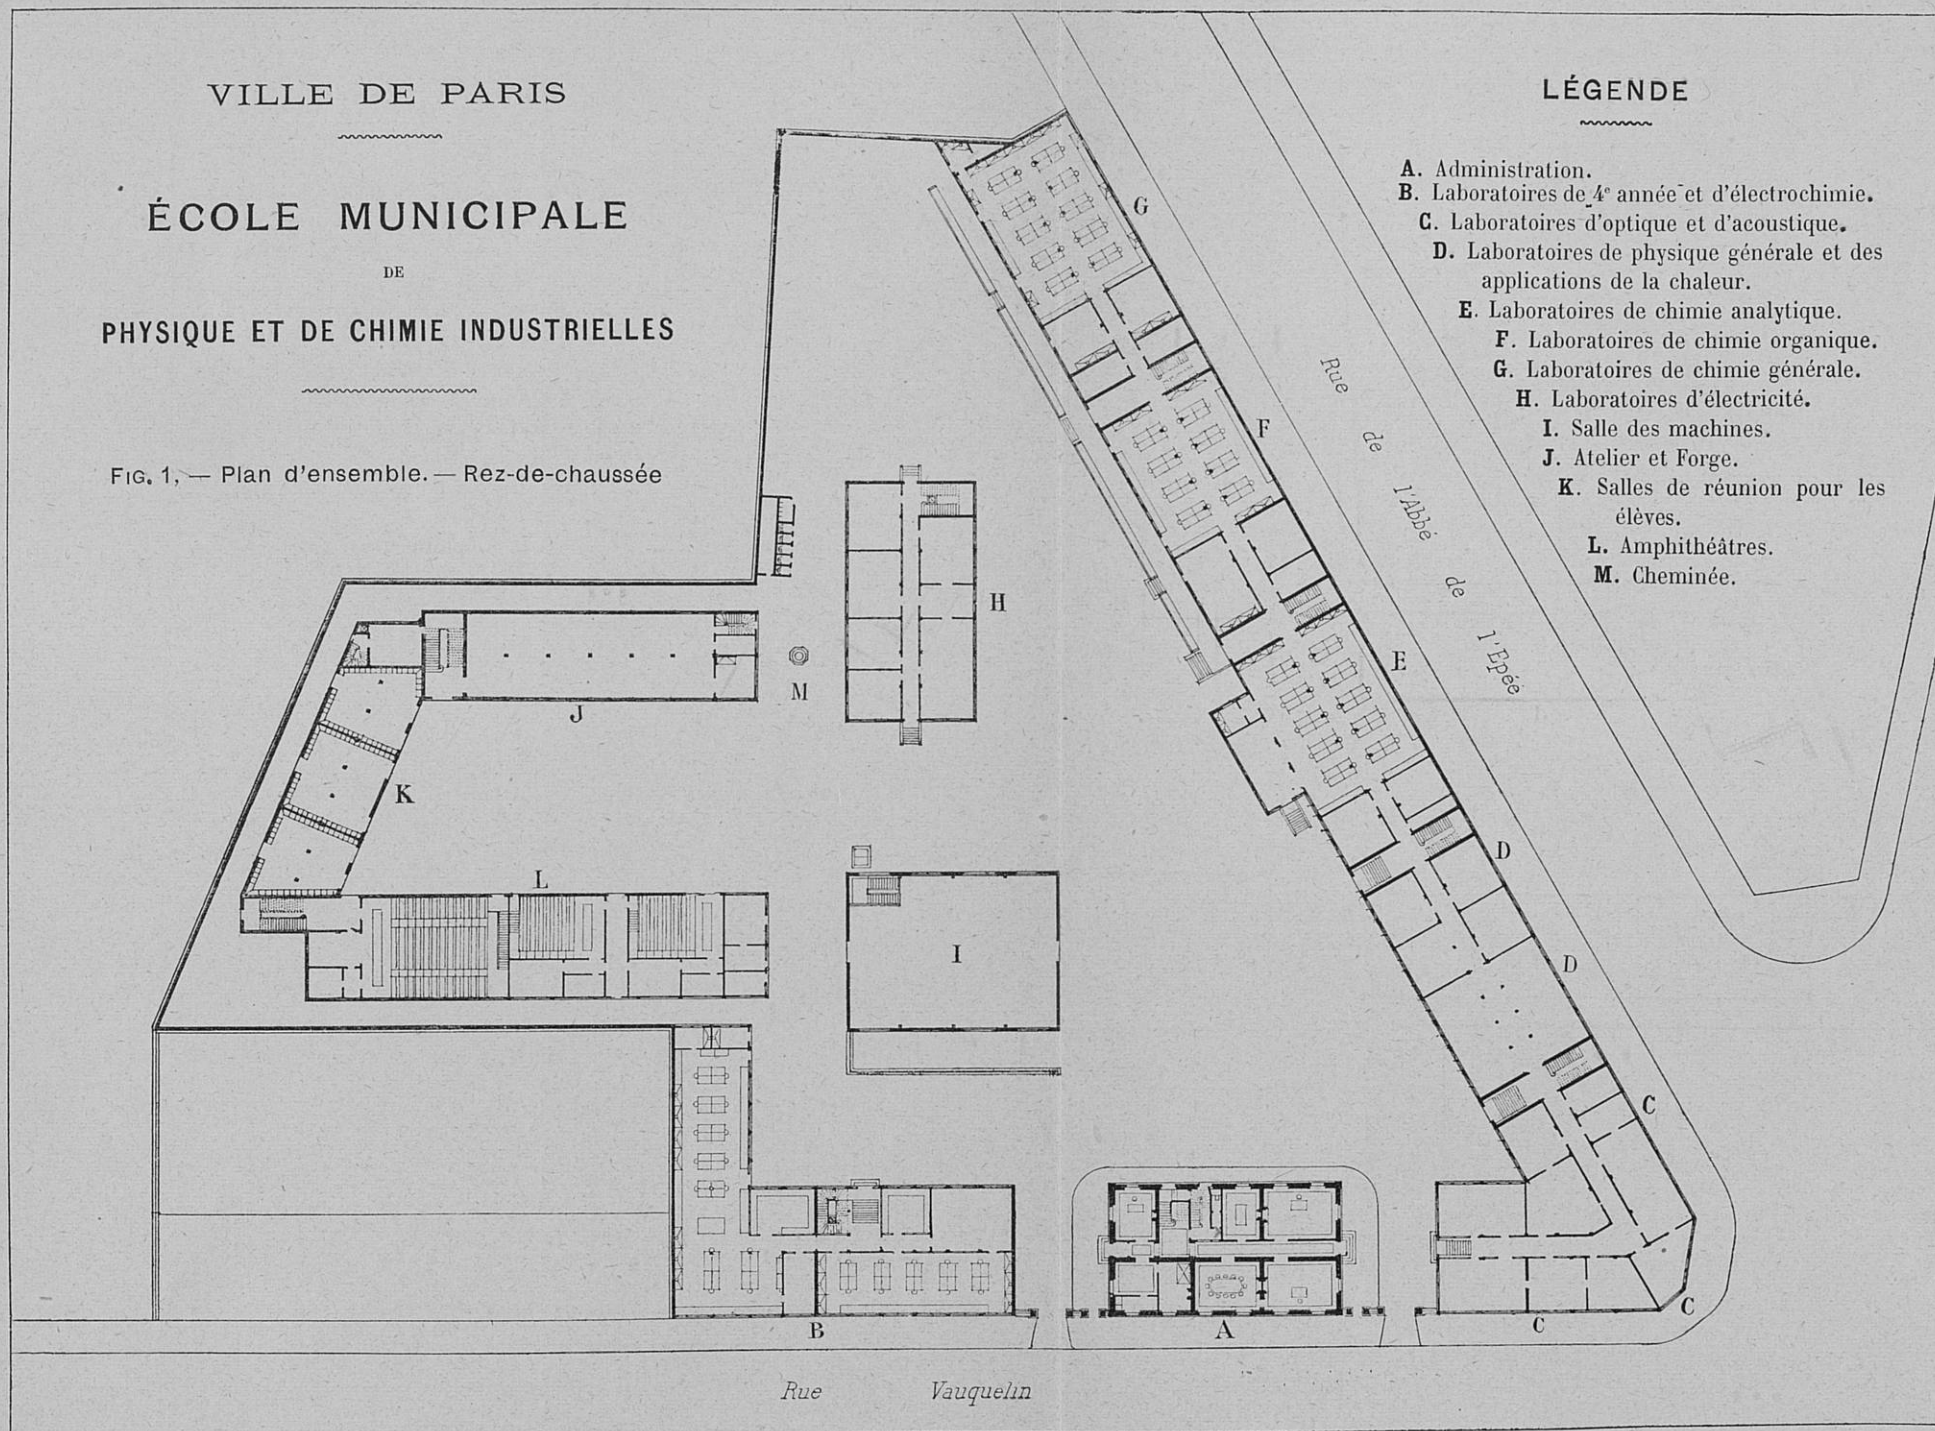 VILLE DE PARIS
ÉCOLE MUNICIPALE
DE
PHYSIQUE ET DE CHIMIE INDUSTRIELLES
FIG. 1, — Plan d'ensemble. — Rez-de-chaussée
LÉGENDE
A. Administration.
B. Laboratoires de 4e année et d'électrochimie.
C. Laboratoires d'optique et d'acoustique.
D. Laboratoires de physique générale et des
applications de la chaleur.
E. Laboratoires de chimie analytique.
F. Laboratoires de chimie organique.
G. Laboratoires de chimie générale.
H. Laboratoires d'électricité.
I. Salle des machines.
J. Atelier et Forge.
K. Salles de réunion pour les
élèves.
L. Amphithéâtres.
M. Cheminée.
G
F
Rue de l'Abbé de l'Epée
H
E
M
J
K
D
L
I
D
C
C
B
A
C
Rue Vauquelin